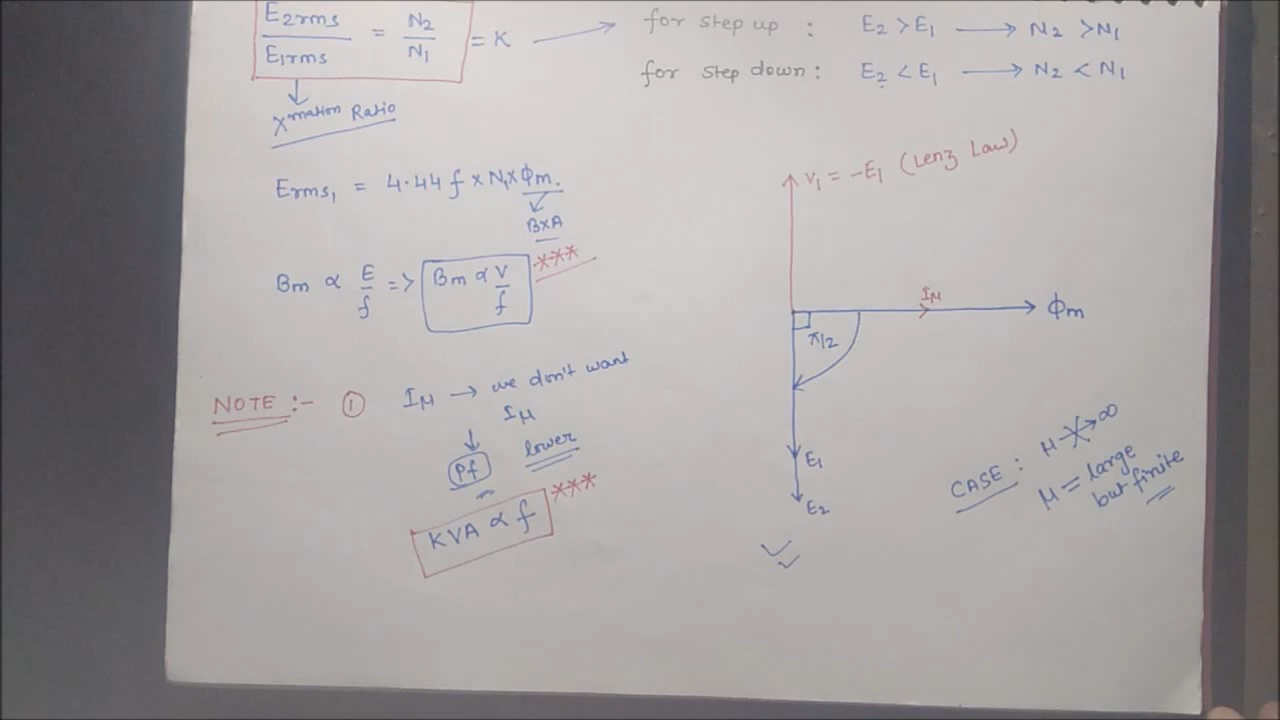 E2rms / E1rms = N2 / N1 = K → for step up : E2 > E1 → N2 > N1
for step down : E2 < E1 → N2 < N1
Xmation Ratio
Erms1 = 4.44 f × N1 × Φm.
B×A
Bm ∝ E/f => Bm ∝ V/f ***
NOTE :- ① Iμ → we don't want
Iμ
Pf lower
KVA ∝ f ***
V1 = -E1 (Lenz Law)
Iμ
Φm
π/2
E1
E2
CASE : μ → ∞
μ = large
but finite